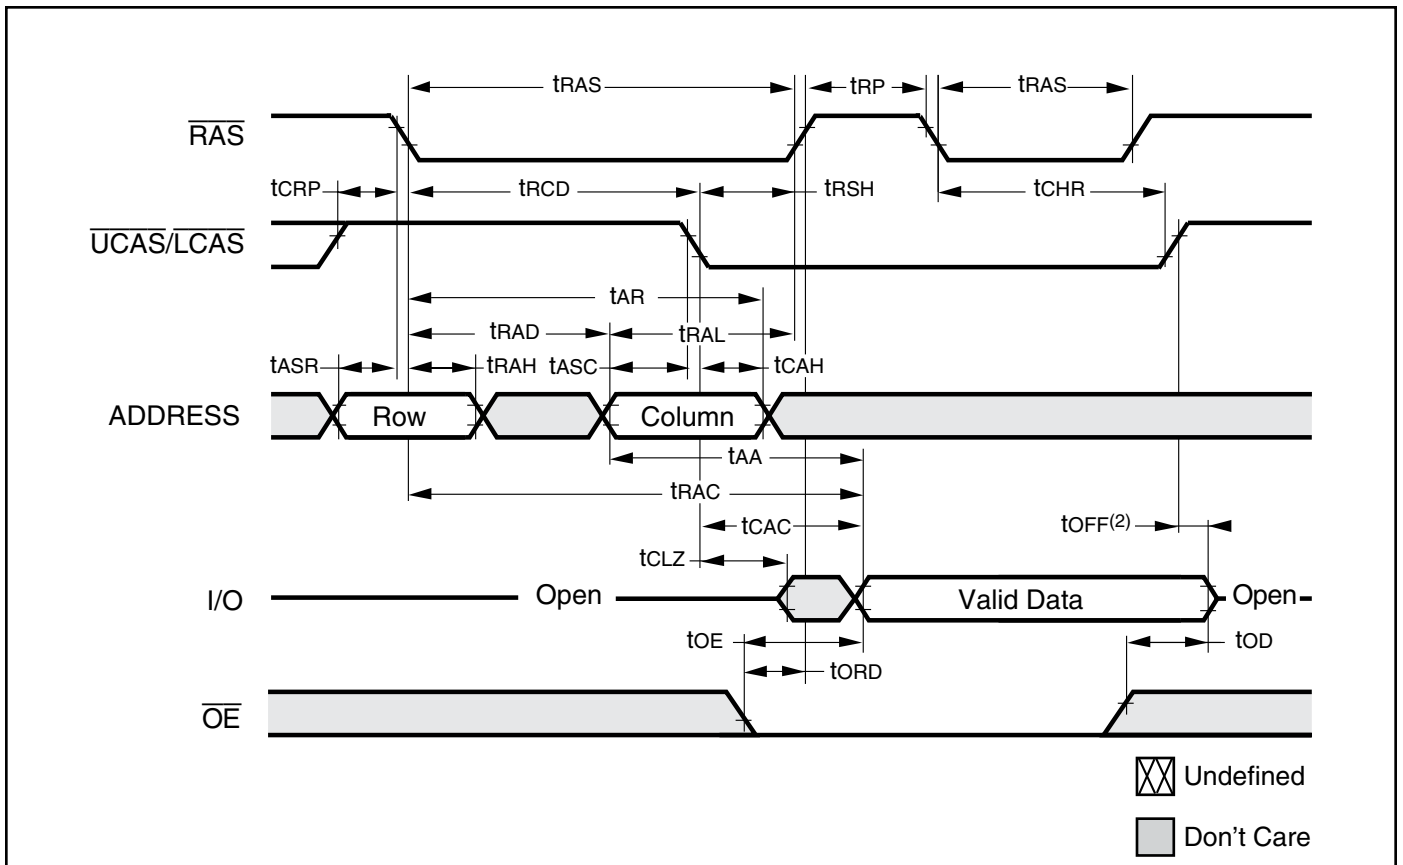 tRAS
tRP
tRAS
RAS
tCRP
tRCD
tRSH
tCHR
UCAS/LCAS
tAR
tRAD
tRAL
tASR
tRAH
tASC
tCAH
ADDRESS
Row
Column
tAA
tRAC
tCAC
tOFF(2)
tCLZ
I/O
Open
Valid Data
Open
tOE
tOD
tORD
OE
Undefined
Don't Care